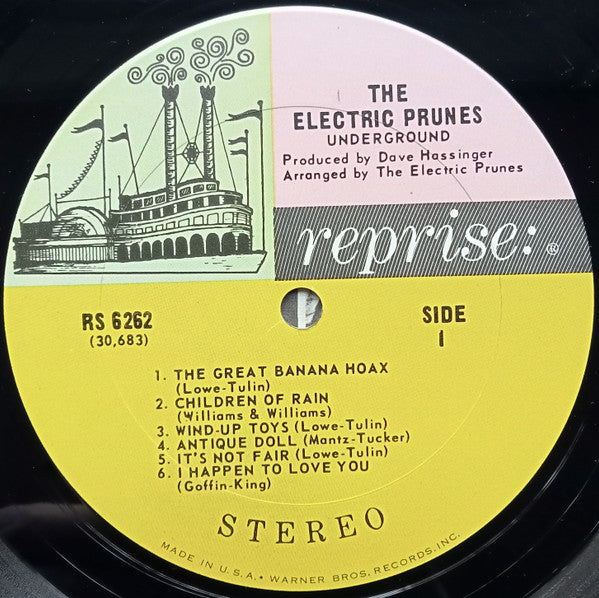 THE
ELECTRIC PRUNES
UNDERGROUND
Produced by Dave Hassinger
Arranged by The Electric Prunes
reprise:®
RS 6262
(30,683)
SIDE
1
1. THE GREAT BANANA HOAX
(Lowe-Tulin)
2. CHILDREN OF RAIN
(Williams & Williams)
3. WIND-UP TOYS (Lowe-Tulin)
4. ANTIQUE DOLL (Mantz-Tucker)
5. IT'S NOT FAIR (Lowe-Tulin)
6. I HAPPEN TO LOVE YOU
(Goffin-King)
STEREO
MADE IN U.S.A. • WARNER BROS. RECORDS, INC.